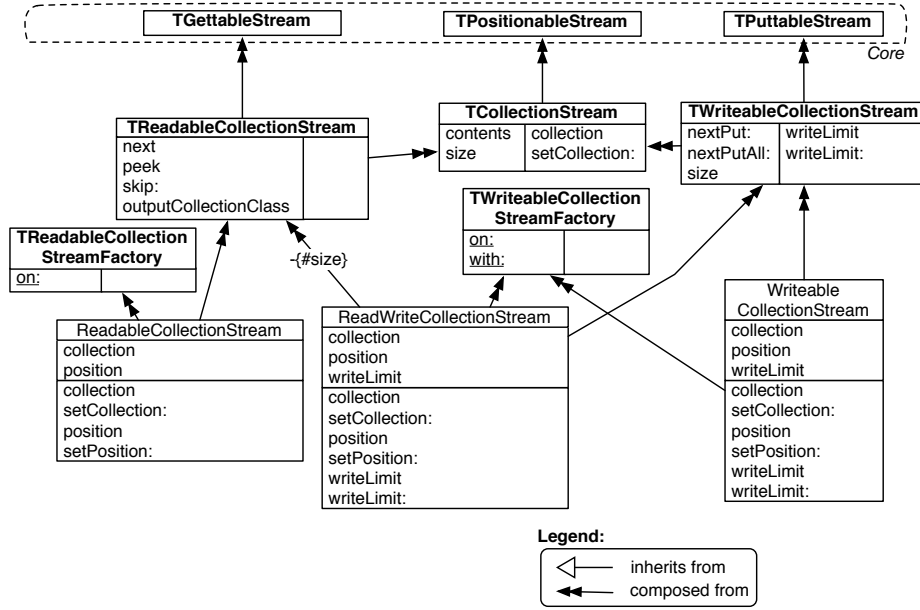 TGettableStream
TPositionableStream
TPuttableStream
Core
TReadableCollectionStream
next
peek
skip:
outputCollectionClass
TCollectionStream
contents
size
collection
setCollection:
TWriteableCollectionStream
nextPut:
nextPutAll:
size
writeLimit
writeLimit:
TWriteableCollection
StreamFactory
on:
with:
TReadableCollection
StreamFactory
on:
-{#size}
ReadableCollectionStream
collection
position
collection
setCollection:
position
setPosition:
ReadWriteCollectionStream
collection
position
writeLimit
collection
setCollection:
position
setPosition:
writeLimit
writeLimit:
Writeable
CollectionStream
collection
position
writeLimit
collection
setCollection:
position
setPosition:
writeLimit
writeLimit:
Legend:
inherits from
composed from